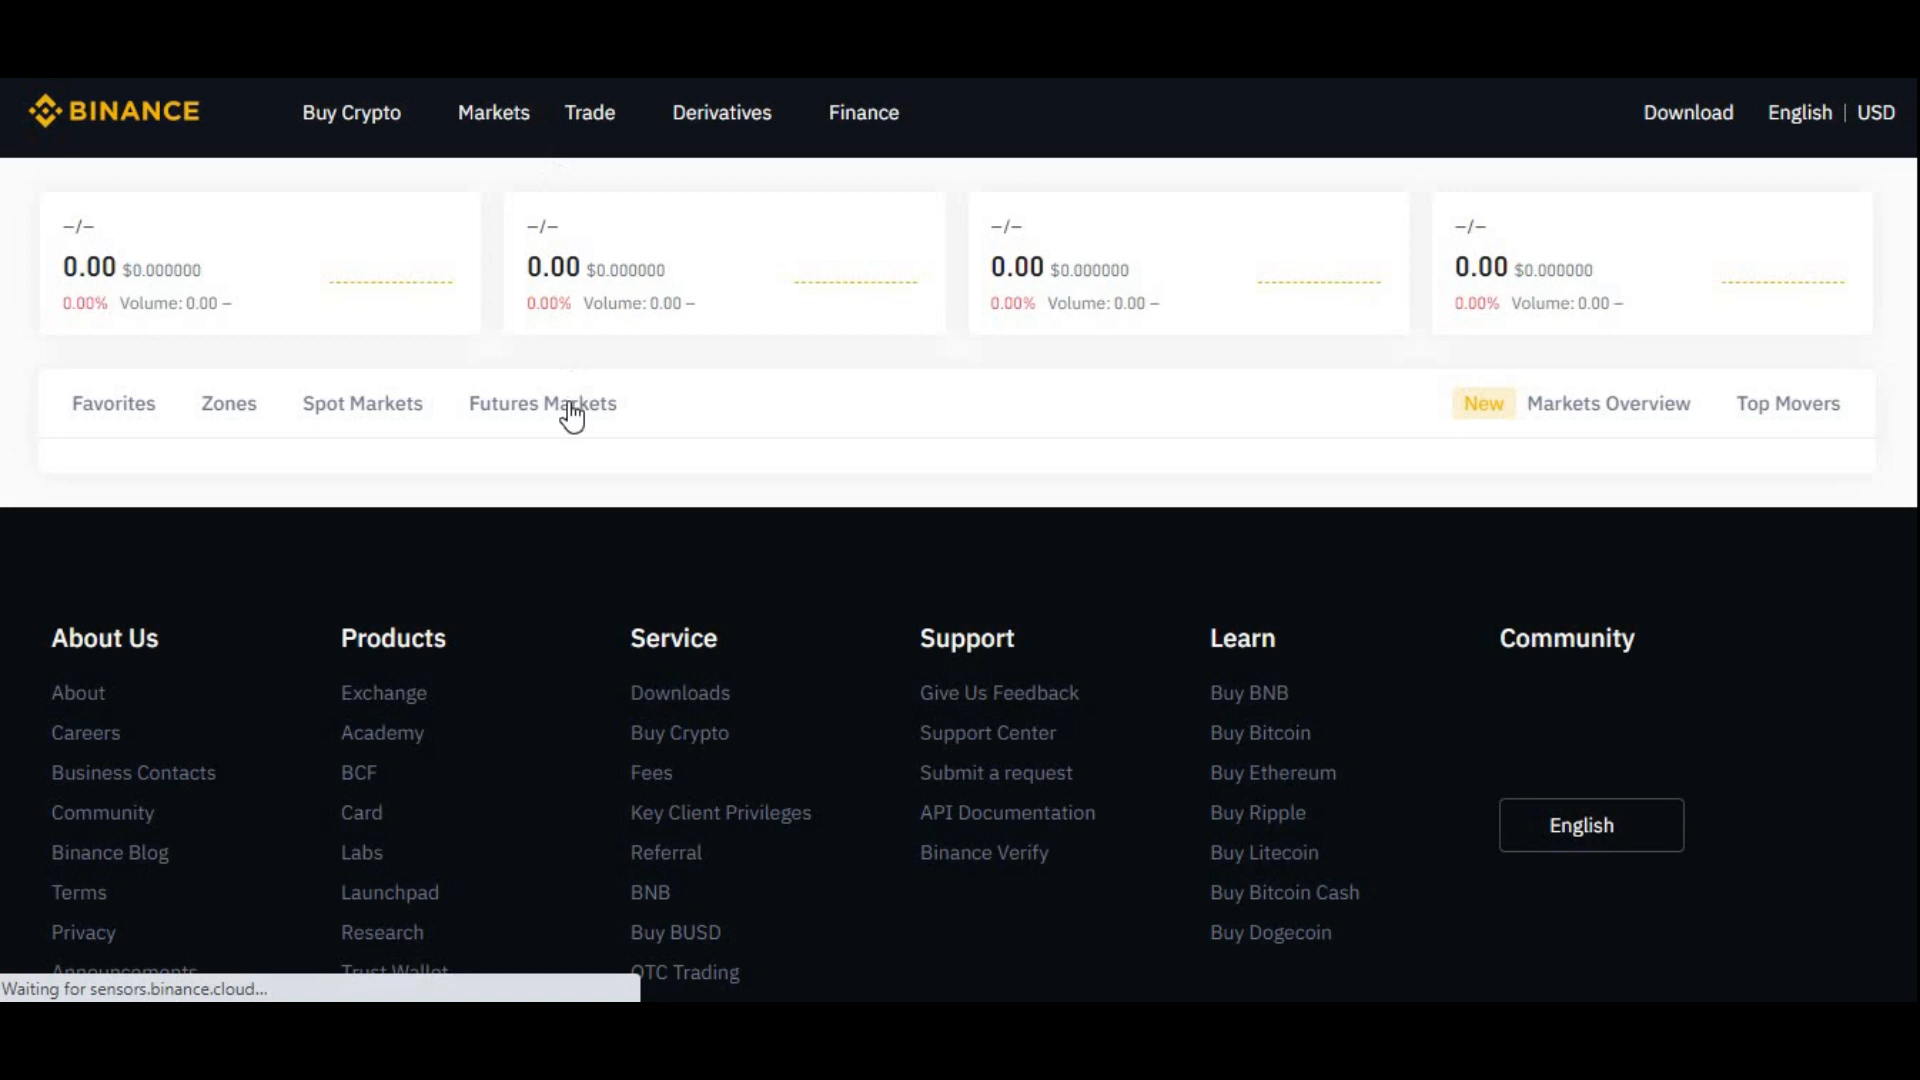 BINANCE
Buy Crypto Markets Trade Derivatives Finance Download English | USD
–/– –/– –/– –/–
0.00 $0.000000 0.00 $0.000000 0.00 $0.000000 0.00 $0.000000
0.00% Volume: 0.00 – 0.00% Volume: 0.00 – 0.00% Volume: 0.00 – 0.00% Volume: 0.00 –
Favorites Zones Spot Markets Futures Markets New Markets Overview Top Movers
About Us
About
Careers
Business Contacts
Community
Binance Blog
Terms
Privacy
Announcements
Products
Exchange
Academy
BCF
Card
Labs
Launchpad
Research
Trust Wallet
Service
Downloads
Buy Crypto
Fees
Key Client Privileges
Referral
BNB
Buy BUSD
OTC Trading
Support
Give Us Feedback
Support Center
Submit a request
API Documentation
Binance Verify
Learn
Buy BNB
Buy Bitcoin
Buy Ethereum
Buy Ripple
Buy Litecoin
Buy Bitcoin Cash
Buy Dogecoin
Community
English
Waiting for sensors.binance.cloud...